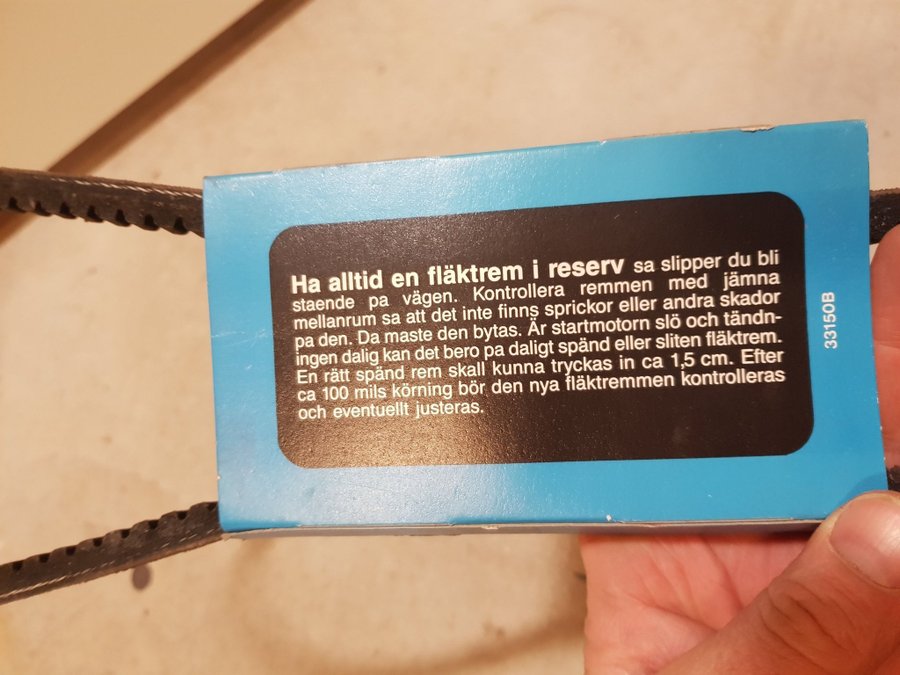 Ha alltid en fläktrem i reserv sa slipper du bli
staende pa vägen. Kontrollera remmen med jämna
mellanrum sa att det inte finns sprickor eller andra skador
pa den. Da maste den bytas. Är startmotorn slö och tändn-
ingen dalig kan det bero pa daligt spänd eller sliten fläktrem.
En rätt spänd rem skall kunna tryckas in ca 1,5 cm. Efter
ca 100 mils körning bör den nya fläktremmen kontrolleras
och eventuellt justeras.
33150B